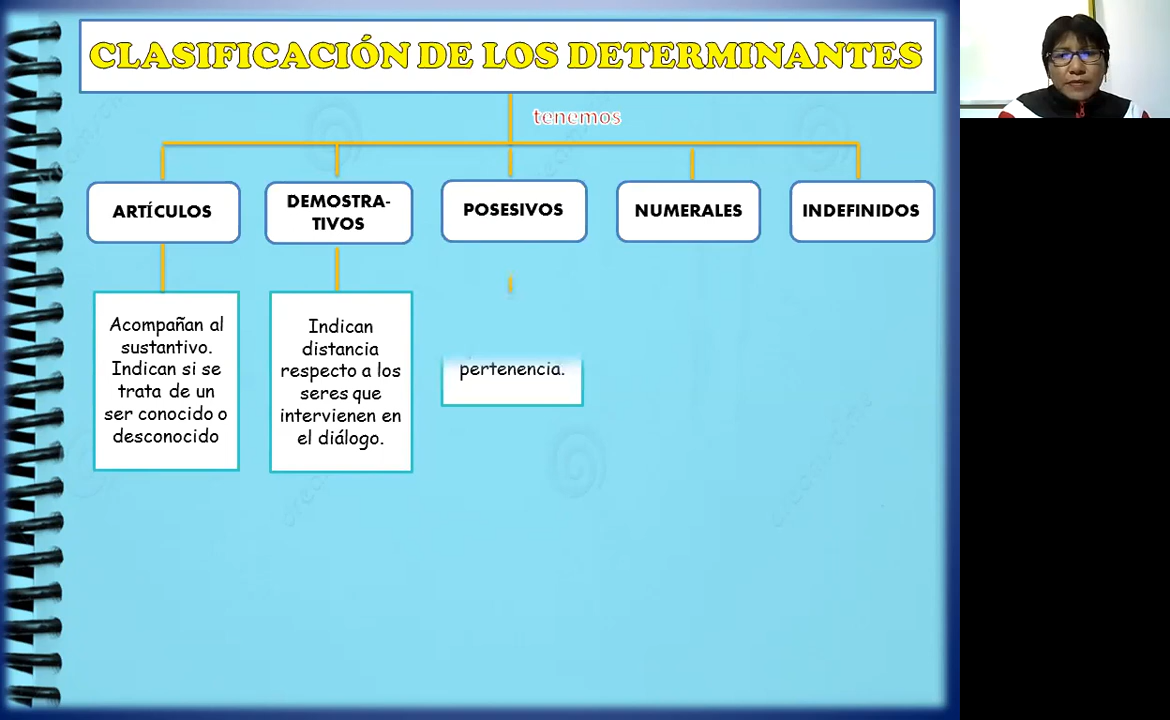 CLASIFICACIÓN DE LOS DETERMINANTES
tenemos
ARTÍCULOS
DEMOSTRA-
TIVOS
POSESIVOS
NUMERALES
INDEFINIDOS
Acompañan al
sustantivo.
Indican si se
trata de un
ser conocido o
desconocido
Indican
distancia
respecto a los
seres que
intervienen en
el diálogo.
pertenencia.